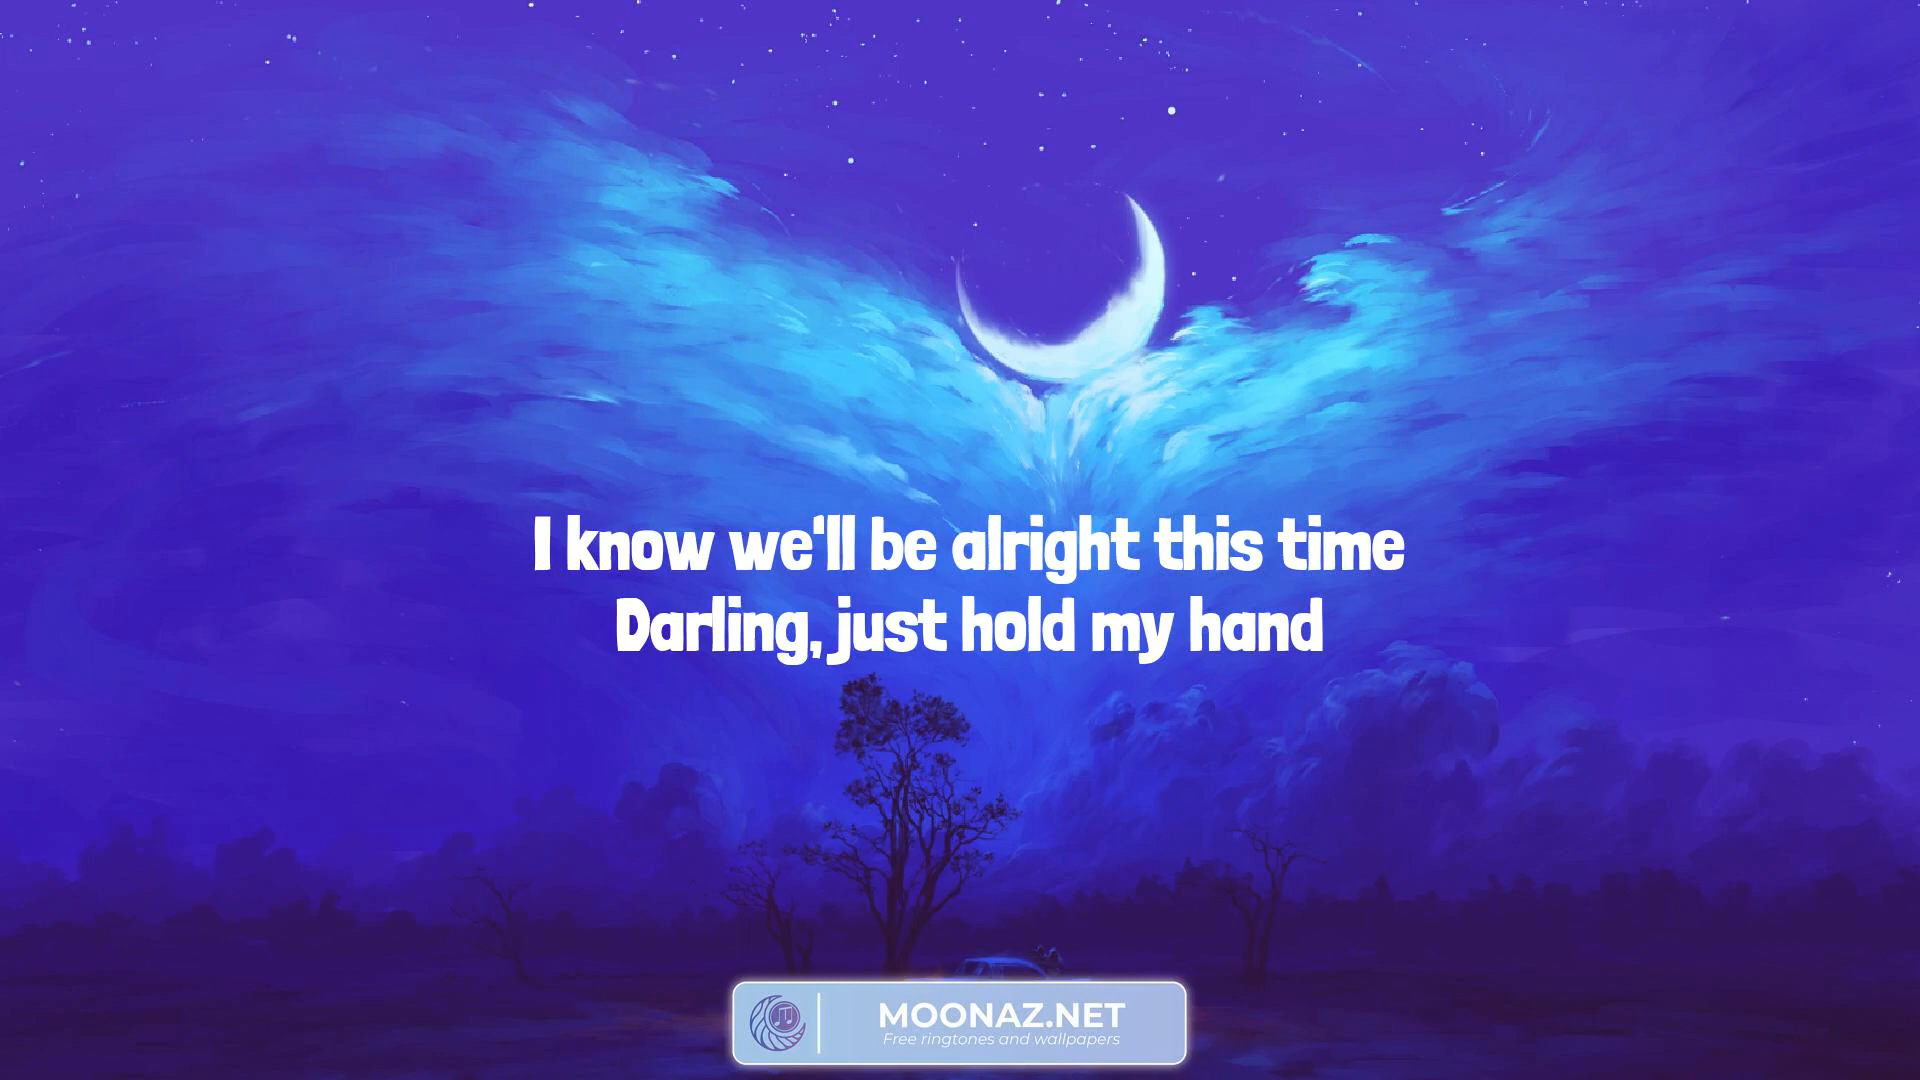 I know we'll be alright this time
Darling, just hold my hand
MOONAZ.NET
Free ringtones and wallpapers